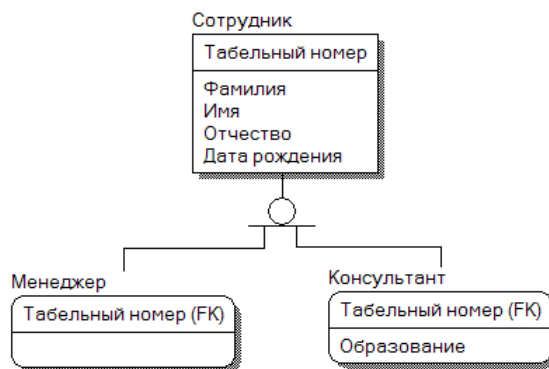 Сотрудник
Табельный номер
Фамилия
Имя
Отчество
Дата рождения
Менеджер
Табельный номер (FK)
Консультант
Табельный номер (FK)
Образование